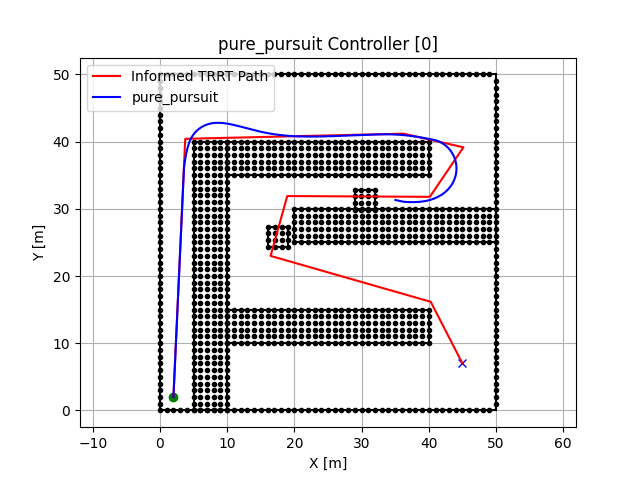 pure_pursuit Controller [0]
Informed TRRT Path
pure_pursuit
Y [m]
50
40
30
20
10
0
−10 0 10 20 30 40 50 60
X [m]